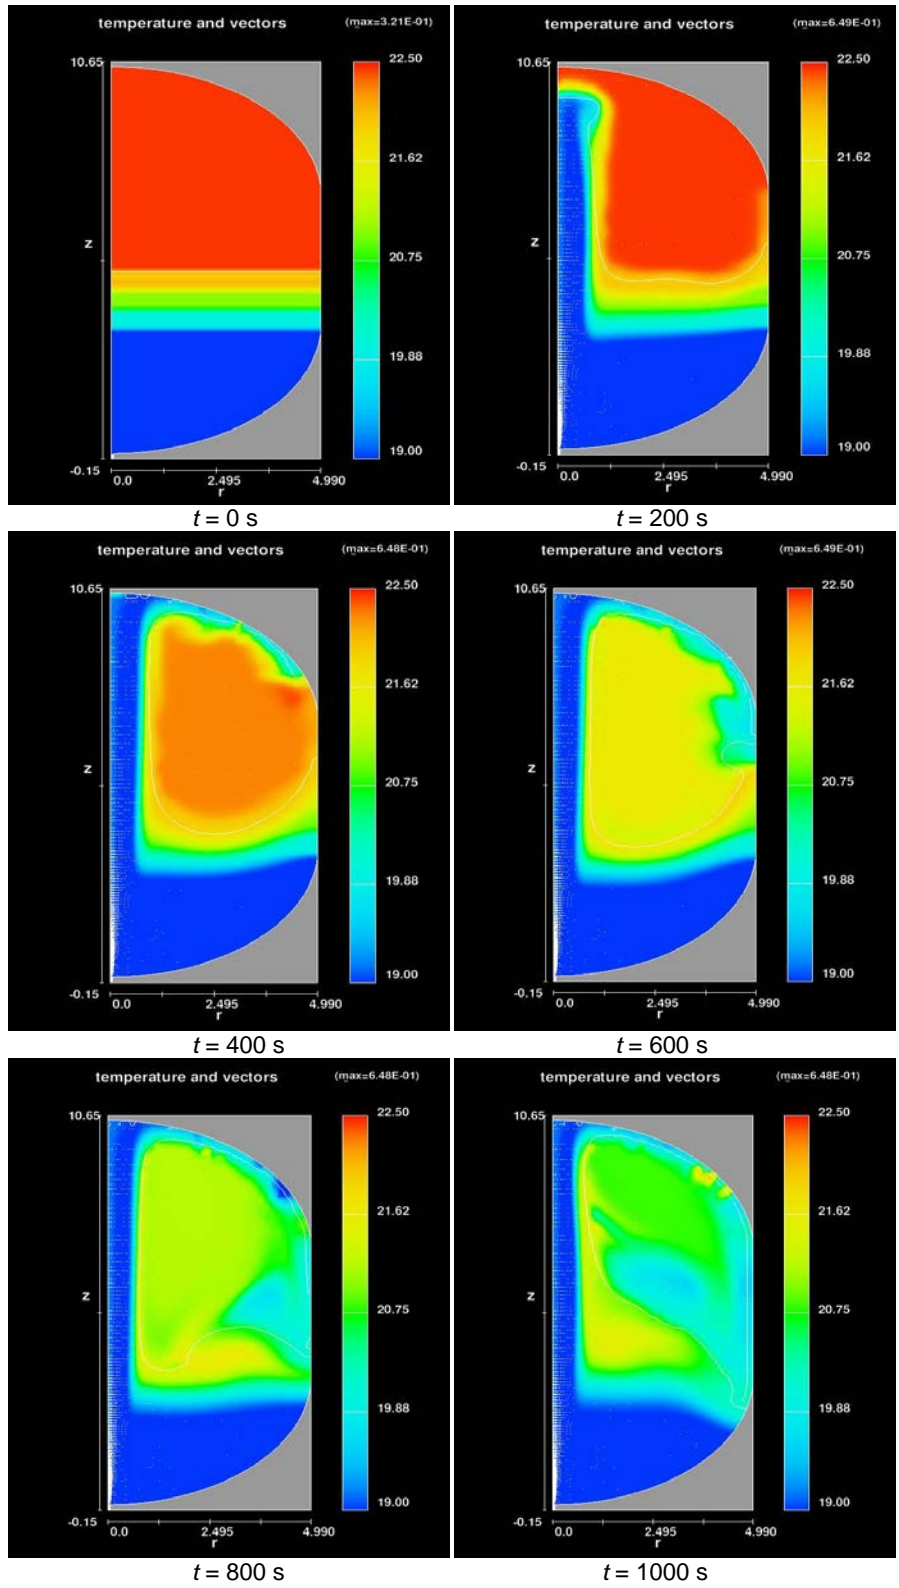 temperature and vectors (max=3.21E-01)
10.65
22.50
21.62
z
20.75
19.88
19.00
-0.15
0.0 2.495 4.990
r
t = 0 s
temperature and vectors (max=6.49E-01)
10.65
22.50
21.62
z
20.75
19.88
19.00
-0.15
0.0 2.495 4.990
r
t = 200 s
temperature and vectors (max=6.48E-01)
10.65
22.50
21.62
z
20.75
19.88
19.00
-0.15
0.0 2.495 4.990
r
t = 400 s
temperature and vectors (max=6.49E-01)
10.65
22.50
21.62
z
20.75
19.88
19.00
-0.15
0.0 2.495 4.990
r
t = 600 s
temperature and vectors (max=6.48E-01)
10.65
22.50
21.62
z
20.75
19.88
19.00
-0.15
0.0 2.495 4.990
r
t = 800 s
temperature and vectors (max=6.48E-01)
10.65
22.50
21.62
z
20.75
19.88
19.00
-0.15
0.0 2.495 4.990
r
t = 1000 s